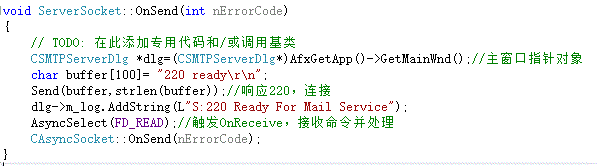 void ServerSocket::OnSend(int nErrorCode)
{
// TODO: 在此添加专用代码和/或调用基类
CSMTPServerDlg *dlg=(CSMTPServerDlg*)AfxGetApp()->GetMainWnd();//主窗口指针对象
char buffer[100]= "220 ready\r\n";
Send(buffer,strlen(buffer));//响应220，连接
dlg->m_log.AddString(L"S:220 Ready For Mail Service");
AsyncSelect(FD_READ);//触发OnReceive，接收命令并处理
CAsyncSocket::OnSend(nErrorCode);
}